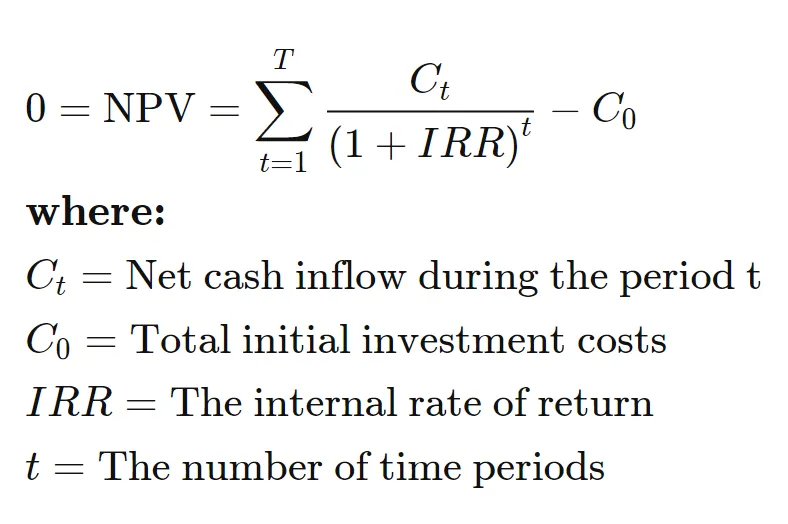 0 = NPV = \sum_{t=1}^{T} \frac{C_t}{(1 + IRR)^t} − C_0
where:
C_t = Net cash inflow during the period t
C_0 = Total initial investment costs
IRR = The internal rate of return
t = The number of time periods